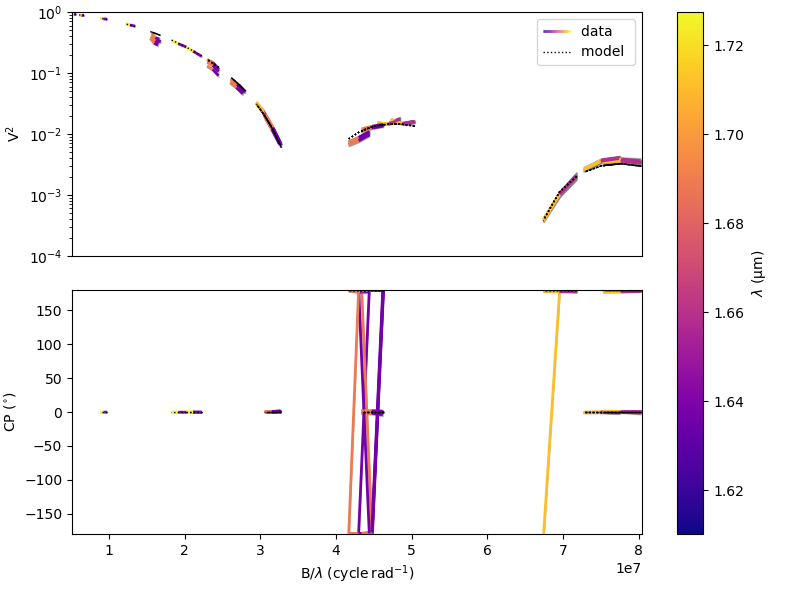 10⁰
10⁻¹
10⁻²
10⁻³
10⁻⁴
V²
data
model
150
100
50
0
−50
−100
−150
CP (°)
1 2 3 4 5 6 7 8
1e7
B/λ (cycle rad⁻¹)
1.72
1.70
1.68
1.66
1.64
1.62
λ (µm)